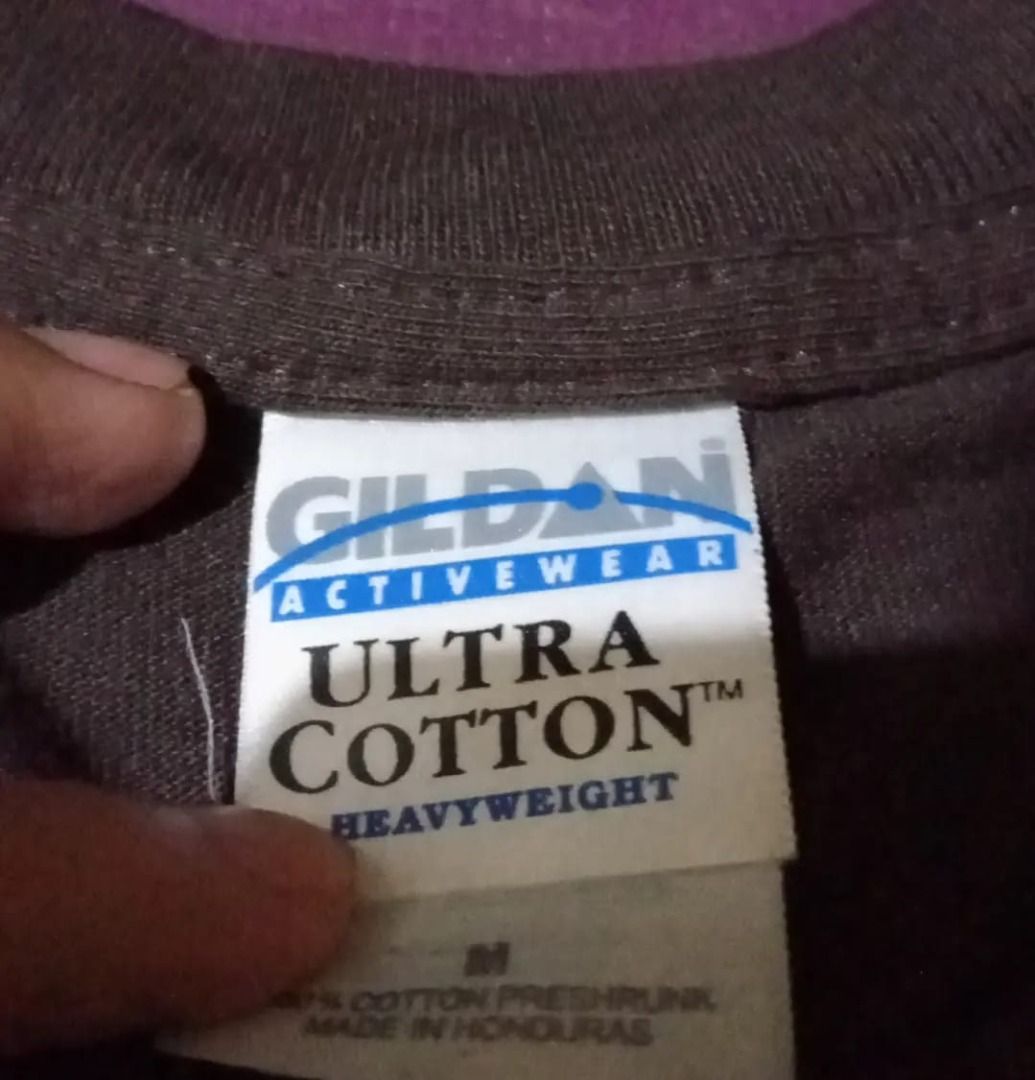 GILDAN
ACTIVEWEAR
ULTRA
COTTON™
HEAVYWEIGHT
M
COTTON PRESHRUNK
MADE IN HONDURAS